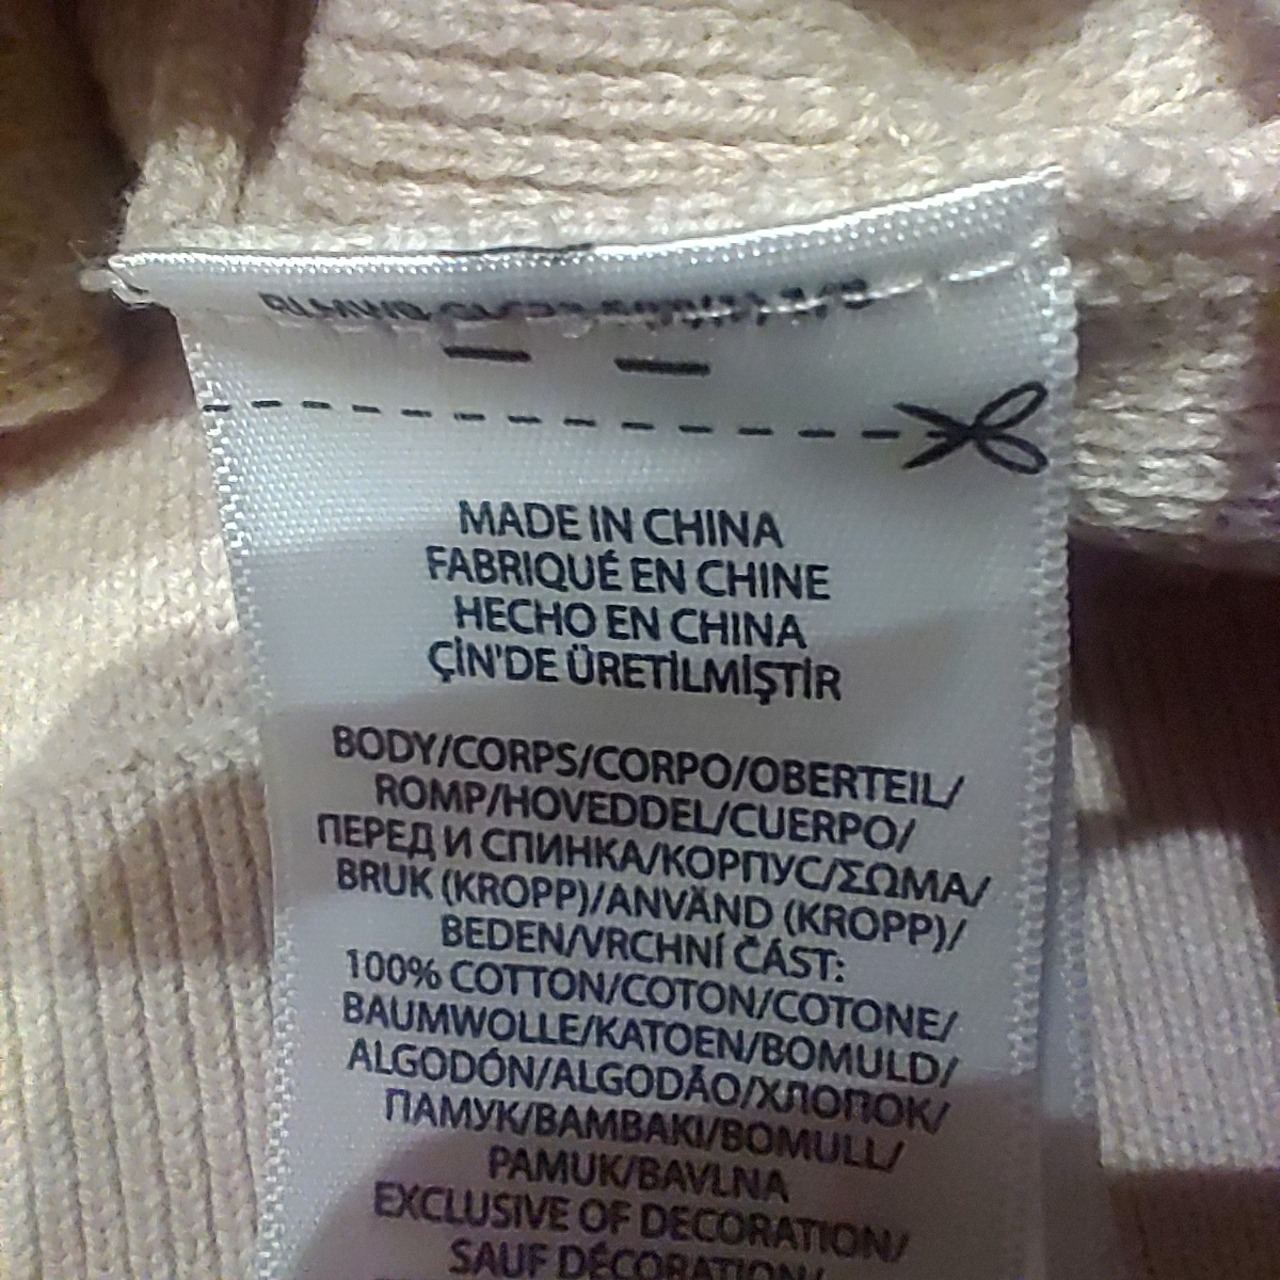 MADE IN CHINA
FABRIQUÉ EN CHINE
HECHO EN CHINA
ÇİN'DE ÜRETİLMİŞTİR
BODY/CORPS/CORPO/OBERTEIL/
ROMP/HOVEDDEL/CUERPO/
ПЕРЕД И СПИНКА/КОРПУС/ΣΩΜΑ/
BRUK (KROPP)/ANVÄND (KROPP)/
BEDEN/VRCHNÍ ČÁST:
100% COTTON/COTON/COTONE/
BAUMWOLLE/KATOEN/BOMULD/
ALGODÓN/ALGODÃO/ХЛОПОК/
ПАМУК/BAMBAKI/BOMULL/
PAMUK/BAVLNA
EXCLUSIVE OF DECORATION/
SAUF DÉCORATION/